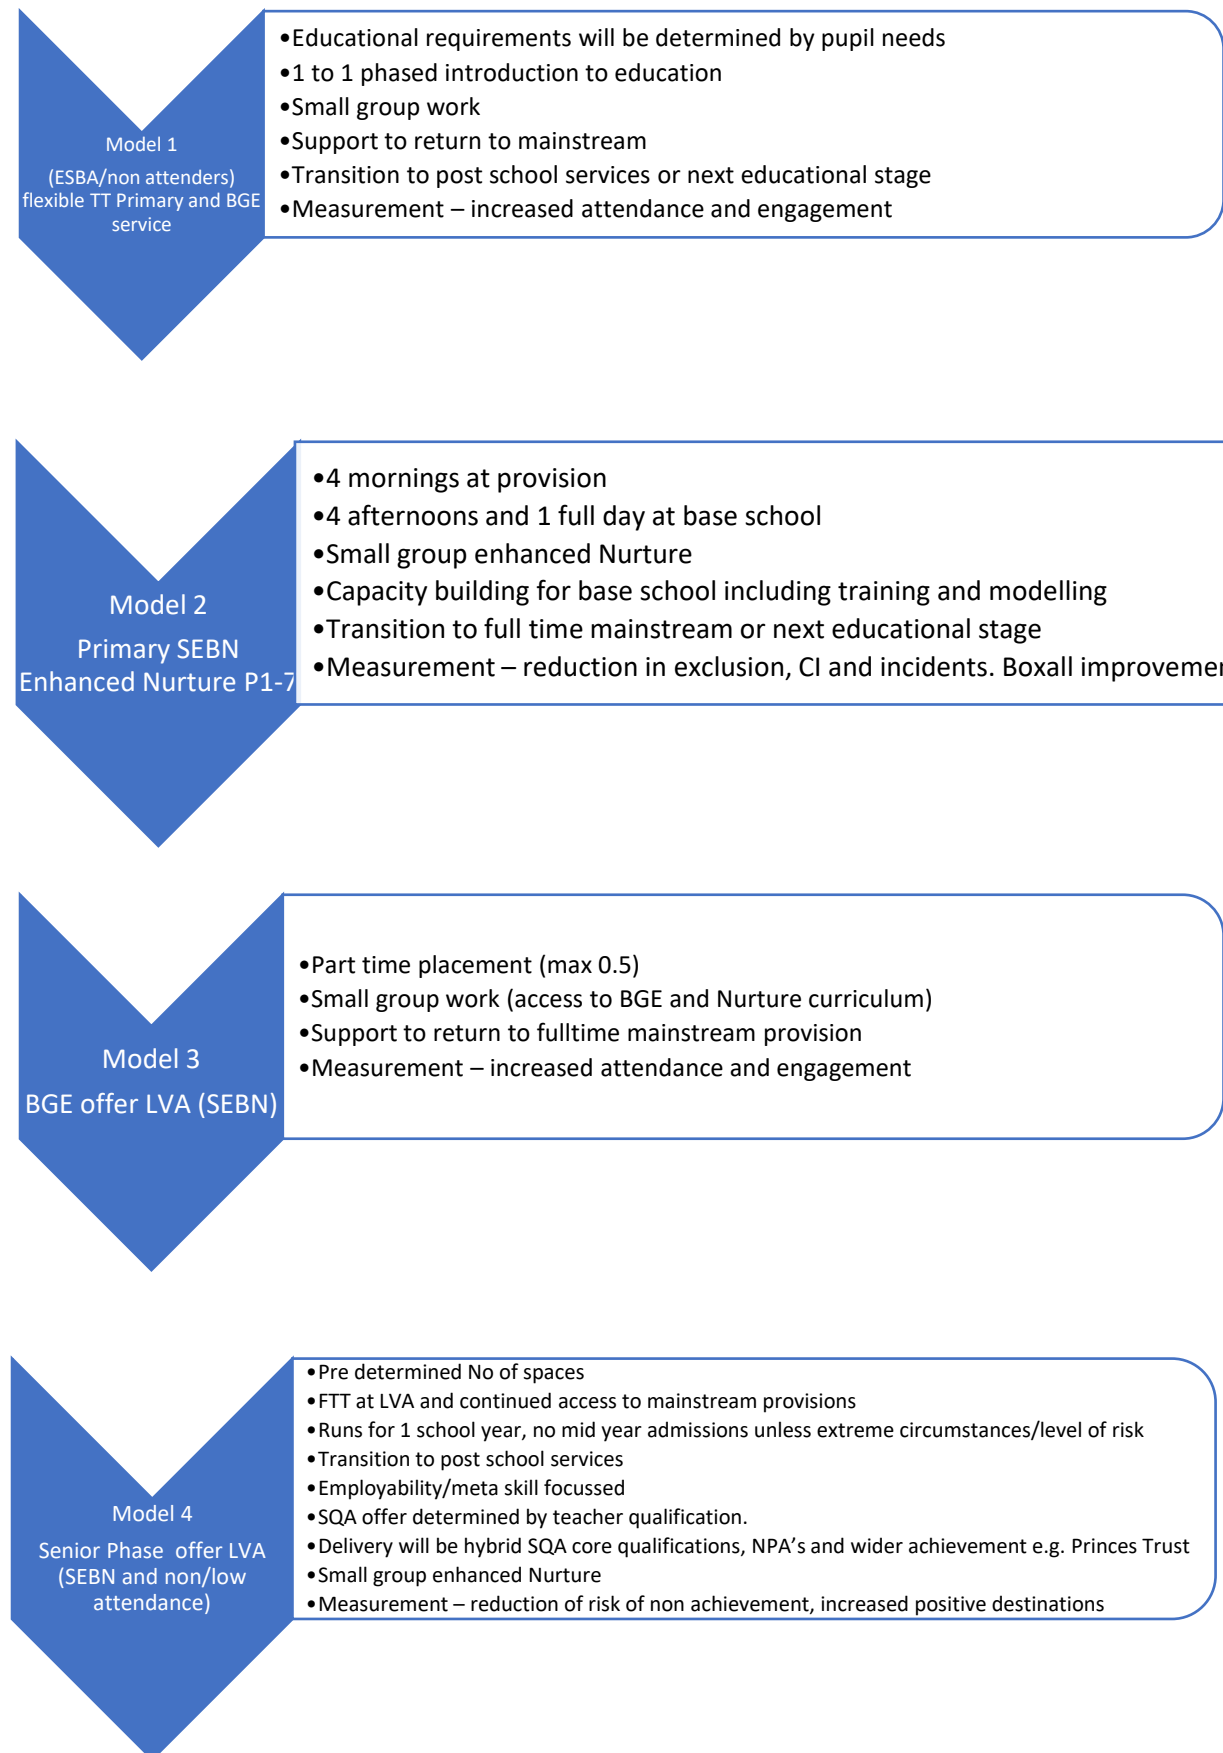 Model 1
(ESBA/non attenders)
flexible TT Primary and BGE
service
•Educational requirements will be determined by pupil needs
•1 to 1 phased introduction to education
•Small group work
•Support to return to mainstream
•Transition to post school services or next educational stage
•Measurement – increased attendance and engagement
Model 2
Primary SEBN
Enhanced Nurture P1-7
•4 mornings at provision
•4 afternoons and 1 full day at base school
•Small group enhanced Nurture
•Capacity building for base school including training and modelling
•Transition to full time mainstream or next educational stage
•Measurement – reduction in exclusion, CI and incidents. Boxall
Model 3
BGE offer LVA (SEBN)
•Part time placement (max 0.5)
•Small group work (access to BGE and Nurture curriculum)
•Support to return to fulltime mainstream provision
•Measurement – increased attendance and engagement
Model 4
Senior Phase offer LVA
(SEBN and non/low
attendance)
•Pre determined No of spaces
•FTT at LVA and continued access to mainstream provisions
•Runs for 1 school year, no mid year admissions unless extreme circumstances/level of risk
•Transition to post school services
•Employability/meta skill focussed
•SQA offer determined by teacher qualification.
•Delivery will be hybrid SQA core qualifications, NPA's and wider achievement e.g. Princes Trust
•Small group enhanced Nurture
•Measurement – reduction of risk of non achievement, increased positive destinations